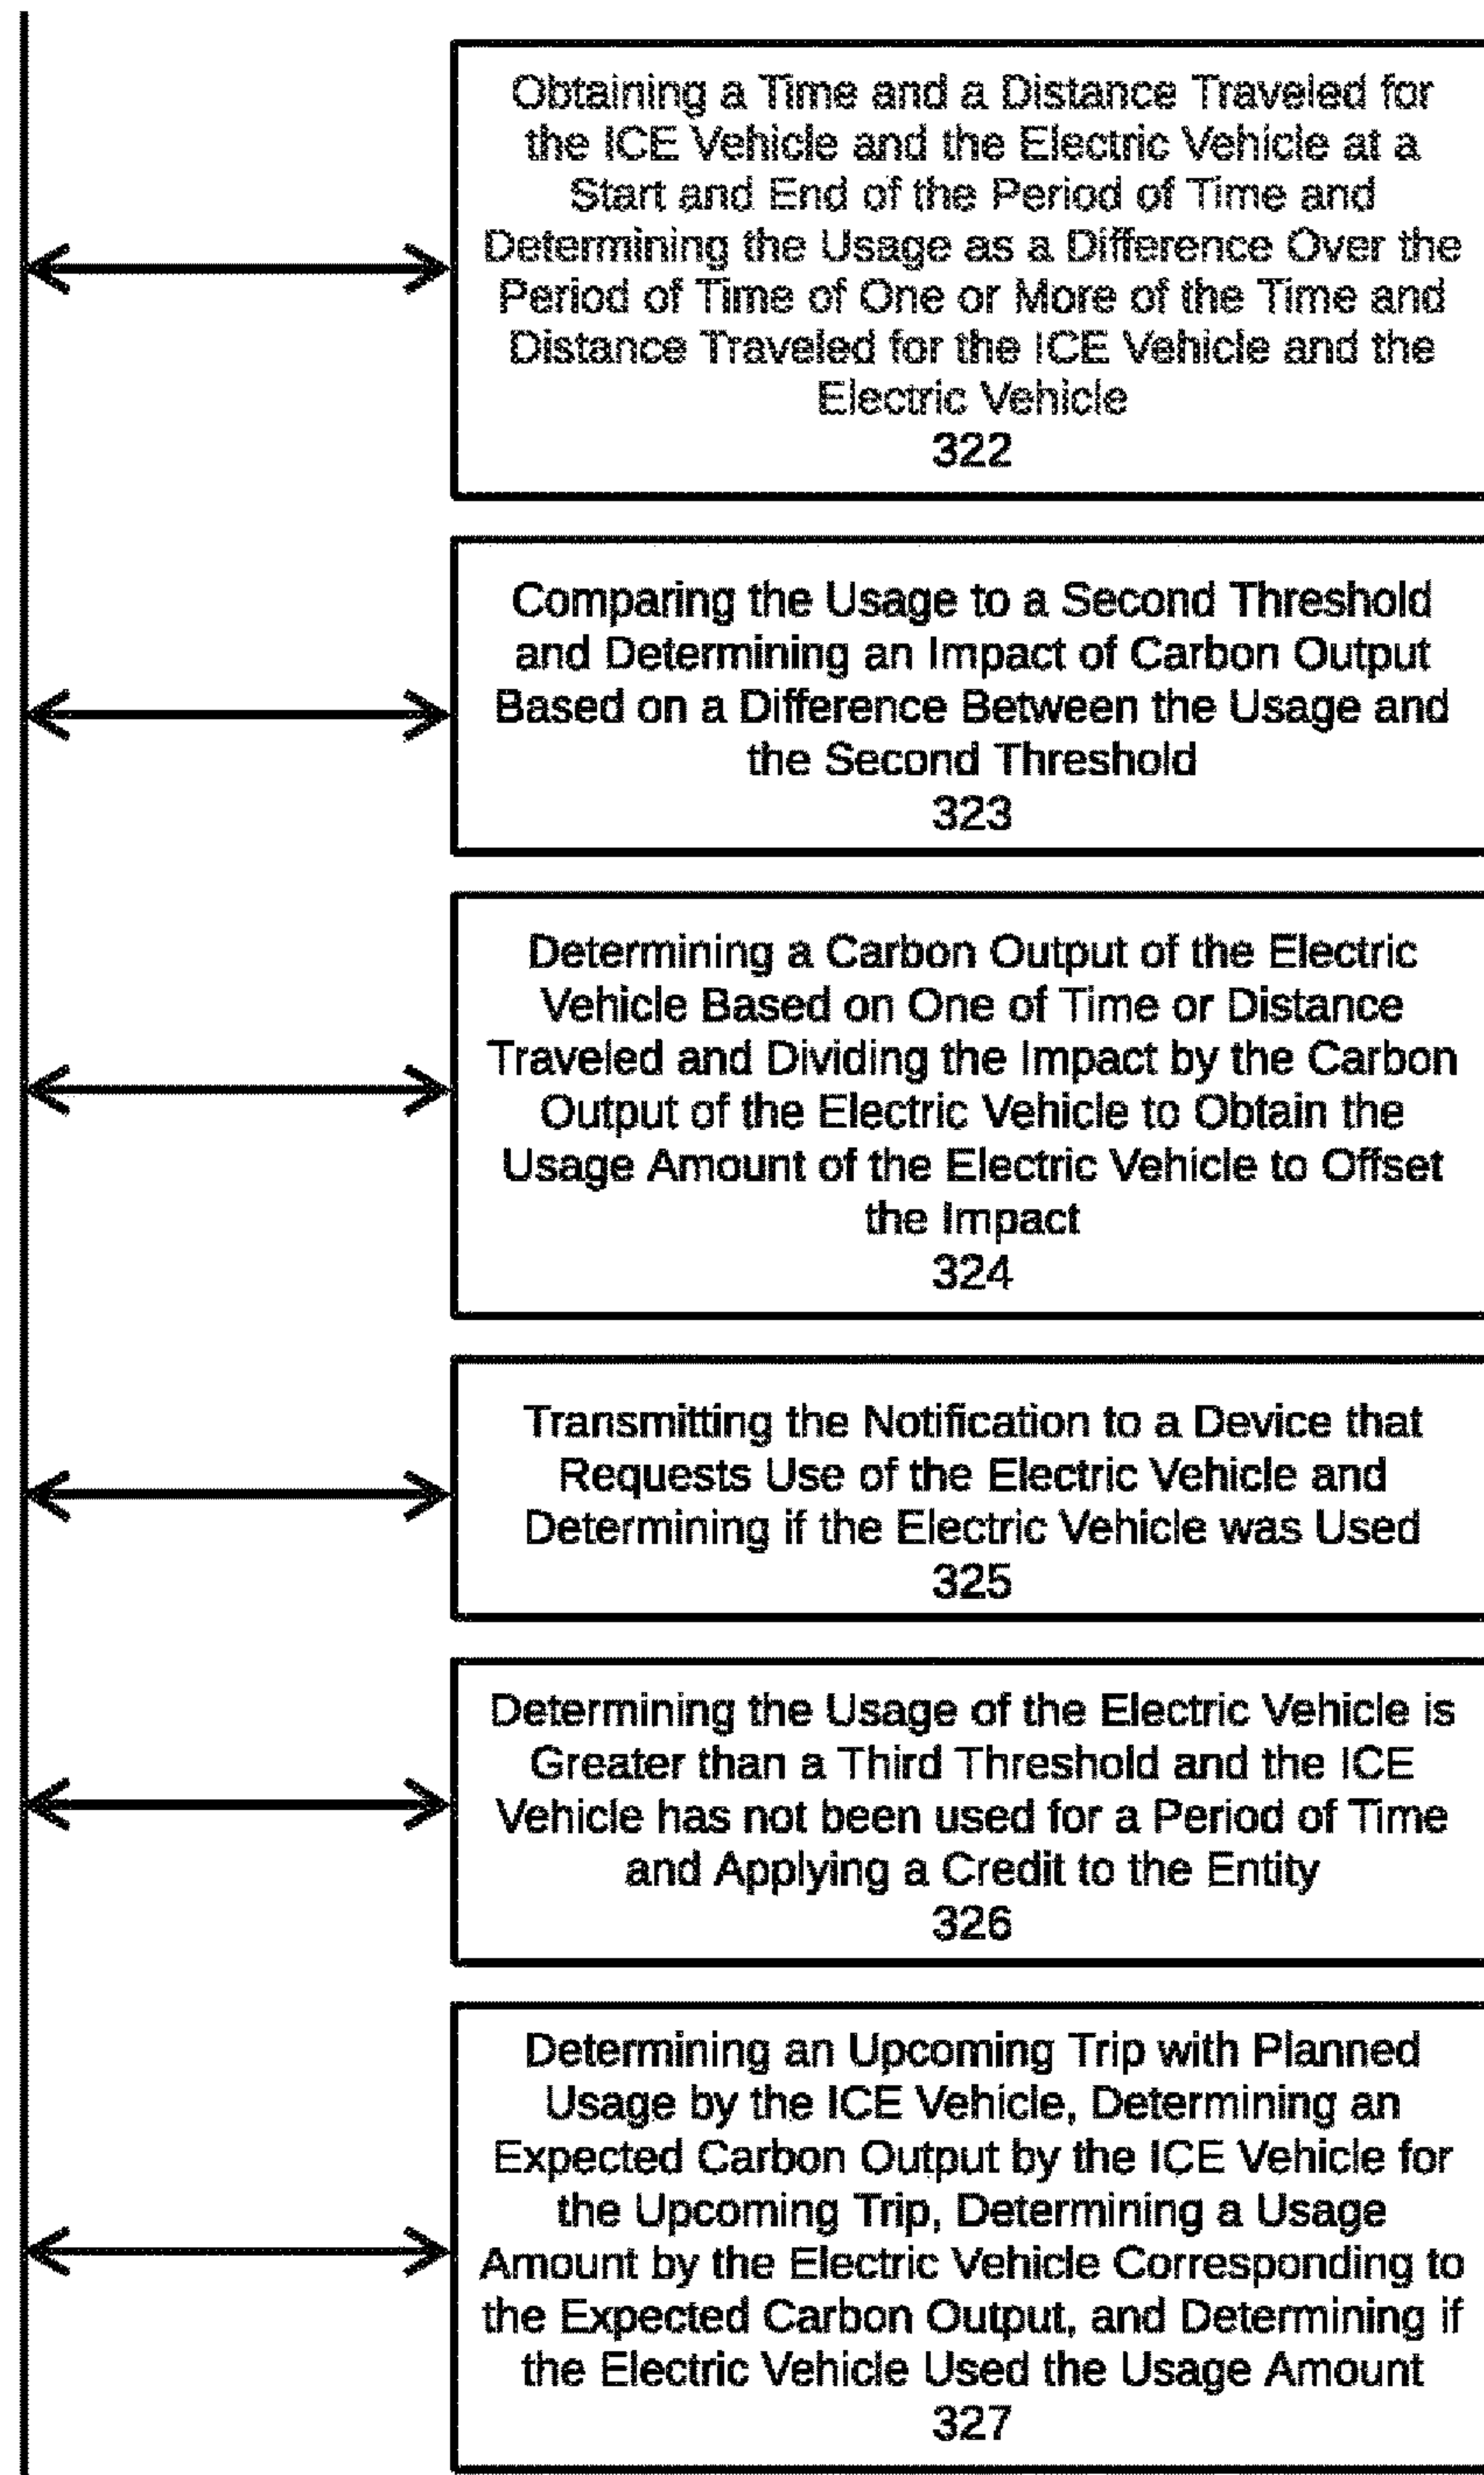 Obtaining a Time and a Distance Traveled for
the ICE Vehicle and the Electric Vehicle at a
Start and End of the Period of Time and
Determining the Usage as a Difference Over the
Period of Time of One or More of the Time and
Distance Traveled for the ICE Vehicle and the
Electric Vehicle
322
Comparing the Usage to a Second Threshold
and Determining an Impact of Carbon Output
Based on a Difference Between the Usage and
the Second Threshold
323
Determining a Carbon Output of the Electric
Vehicle Based on One of Time or Distance
Traveled and Dividing the Impact by the Carbon
Output of the Electric Vehicle to Obtain the
Usage Amount of the Electric Vehicle to Offset
the Impact
324
Transmitting the Notification to a Device that
Requests Use of the Electric Vehicle and
Determining if the Electric Vehicle was Used
325
Determining the Usage of the Electric Vehicle is
Greater than a Third Threshold and the ICE
Vehicle has not been used for a Period of Time
and Applying a Credit to the Entity
326
Determining an Upcoming Trip with Planned
Usage by the ICE Vehicle, Determining an
Expected Carbon Output by the ICE Vehicle for
the Upcoming Trip, Determining a Usage
Amount by the Electric Vehicle Corresponding to
the Expected Carbon Output, and Determining if
the Electric Vehicle Used the Usage Amount
327